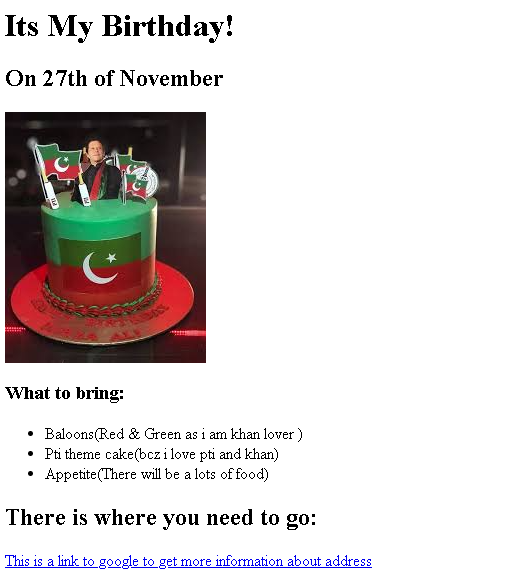 Its My Birthday!
On 27th of November
What to bring:
Baloons(Red & Green as i am khan lover )
Pti theme cake(bcz i love pti and khan)
Appetite(There will be a lots of food)
There is where you need to go:
This is a link to google to get more information about address